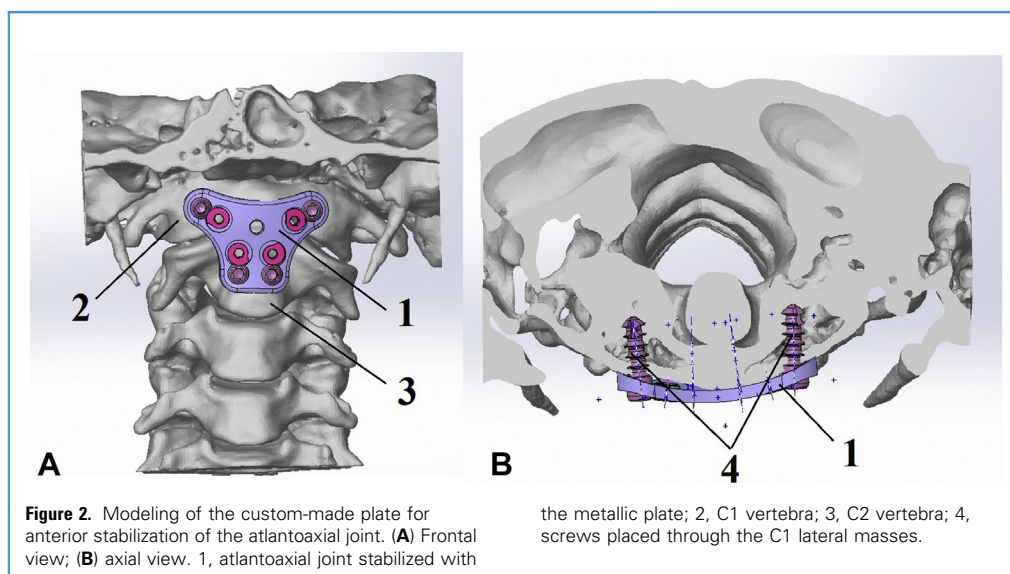 2
1
3
A
4
1
B
Figure 2. Modeling of the custom-made plate for
anterior stabilization of the atlantoaxial joint. (A) Frontal
view; (B) axial view. 1, atlantoaxial joint stabilized with
the metallic plate; 2, C1 vertebra; 3, C2 vertebra; 4,
screws placed through the C1 lateral masses.